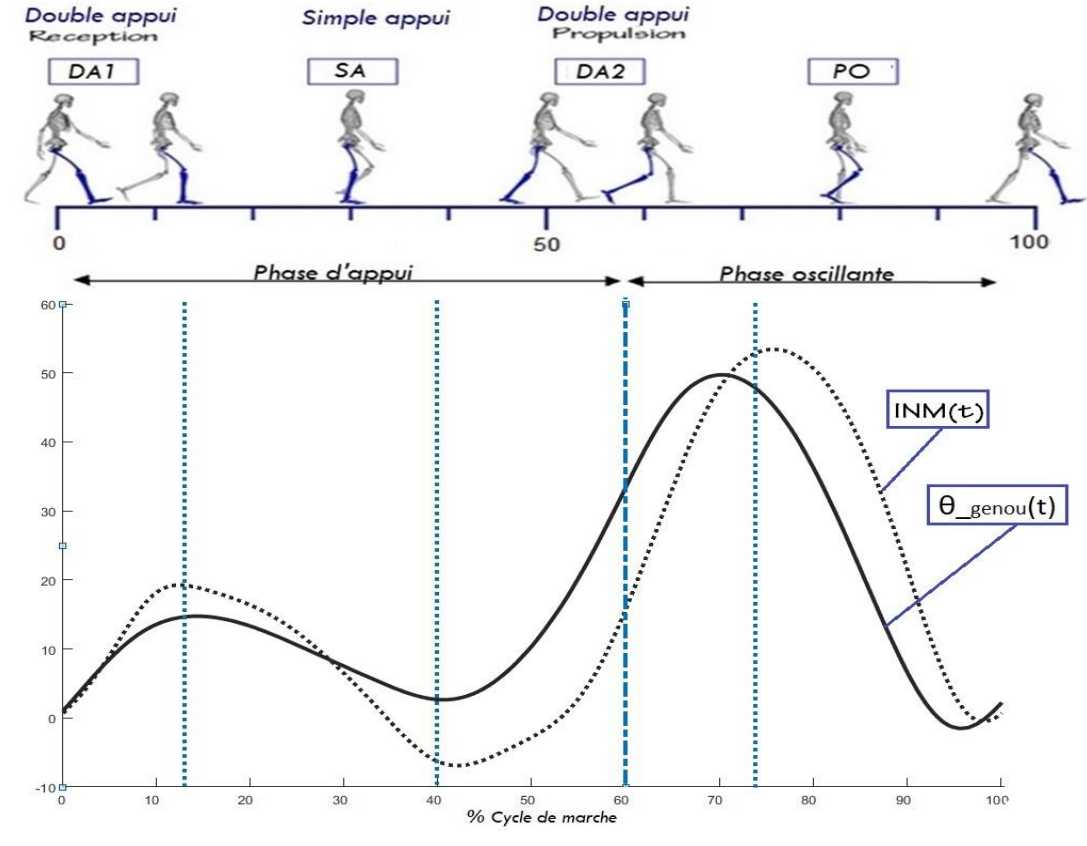 Double appui
Reception
Simple appui
Double appui
Propulsion
DA1
SA
DA2
PO
0
50
100
Phase d'appui
Phase oscillante
60
50
40
30
20
10
0
-10
INM(t)
θ_genou(t)
0 10 20 30 40 50 60 70 80 90 100
% Cycle de marche